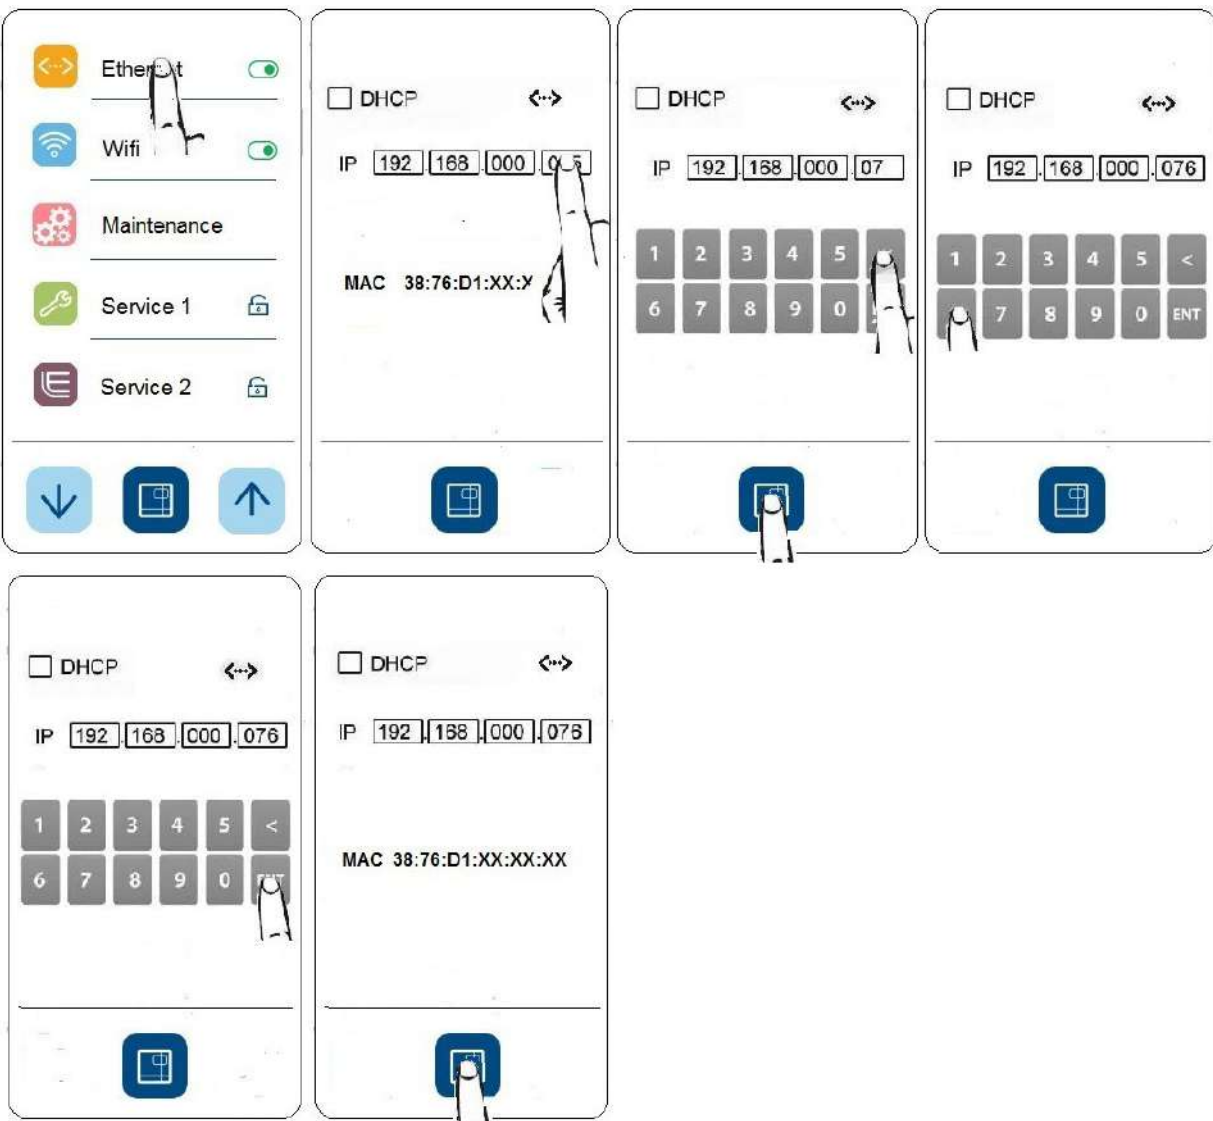 Ethernet
Wifi
Maintenance
Service 1
Service 2
DHCP <···>
IP 192.168.000.0
MAC 38:76:D1:XX:X
DHCP <···>
IP 192.168.000.07
1 2 3 4 5
6 7 8 9 0
DHCP <···>
IP 192.168.000.076
1 2 3 4 5 <
7 8 9 0 ENT
DHCP <···>
IP 192.168.000.076
1 2 3 4 5 <
6 7 8 9 0
DHCP <···>
IP 192.168.000.076
MAC 38:76:D1:XX:XX:XX